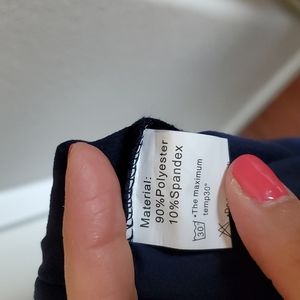 Material:
90%Polyester
10%Spandex
30° •The maximum
temp30°